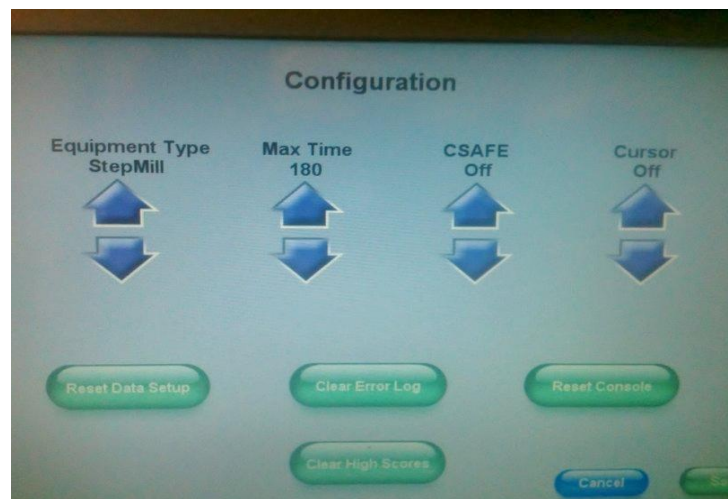 Configuration
Equipment Type
StepMill
Max Time
180
CSAFE
Off
Cursor
Off
Reset Data Setup
Clear Error Log
Reset Console
Clear High Scores
Cancel